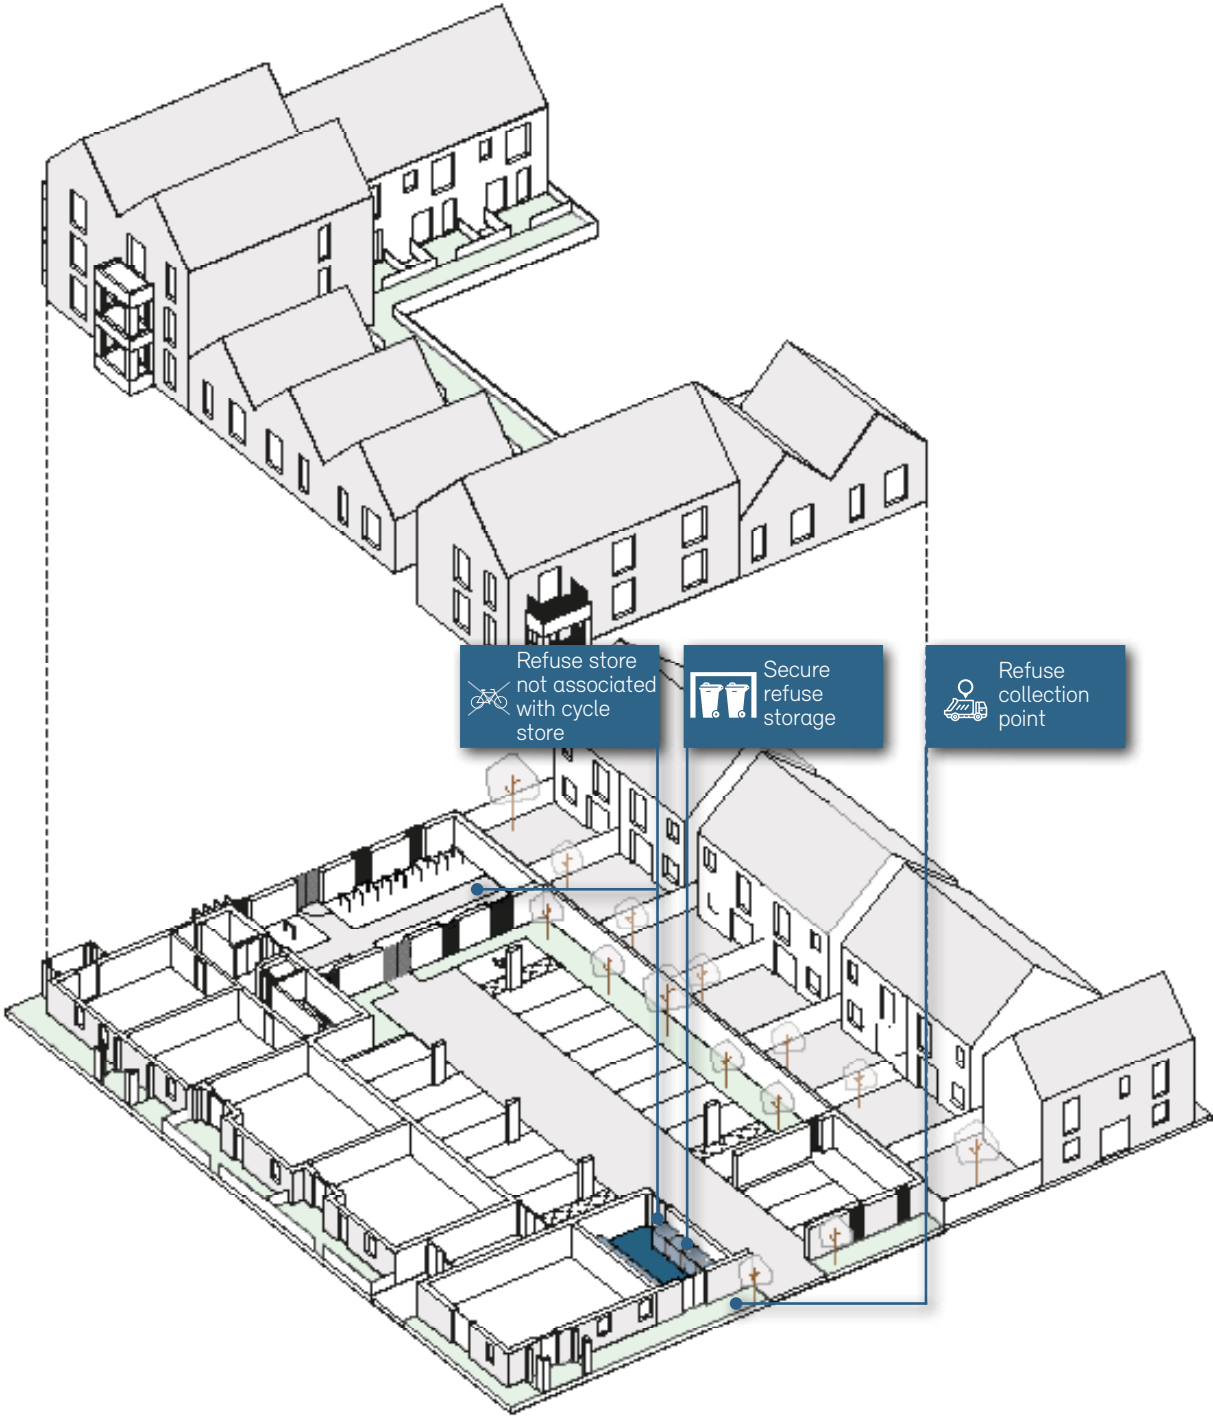 Refuse store
not associated
with cycle
store
Secure
refuse
storage
Refuse
collection
point